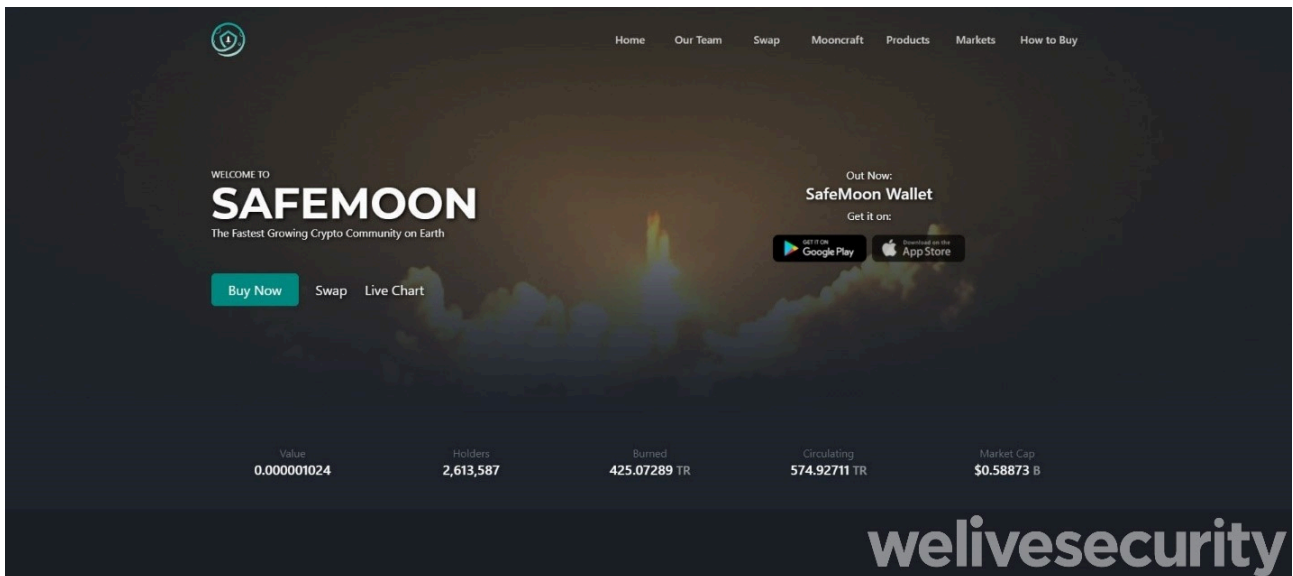 Home Our Team Swap Mooncraft Products Markets How to Buy
WELCOME TO
SAFEMOON
The Fastest Growing Crypto Community on Earth
Buy Now Swap Live Chart
Out Now:
SafeMoon Wallet
Get it on:
GET IT ON
Google Play
Download on the
App Store
Value Holders Burned Circulating Market Cap
0.000001024 2,613,587 425.07289 TR 574.92711 TR $0.58873 B
welivesecurity